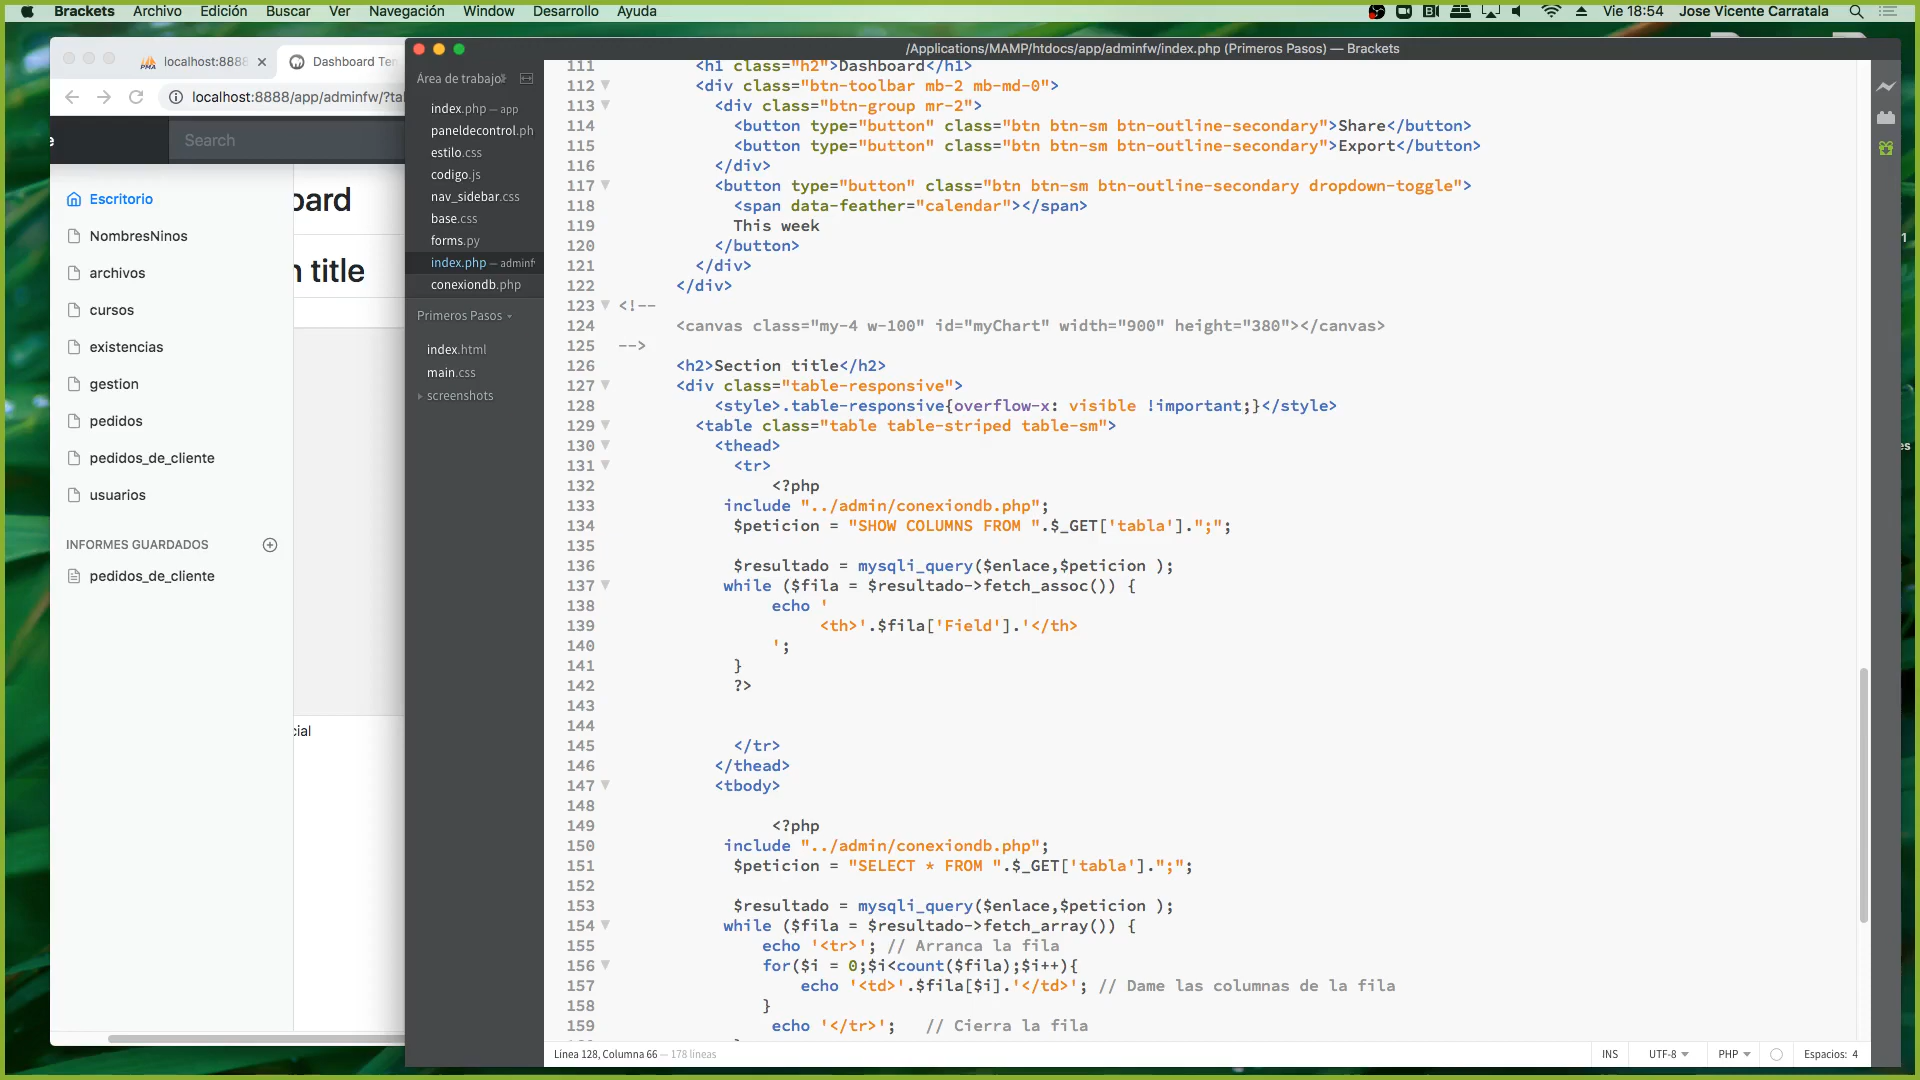 Brackets Archivo Edición Buscar Ver Navegación Window Desarrollo Ayuda Vie 18:54 Jose Vicente Carratala
/Applications/MAMP/htdocs/app/adminfw/index.php (Primeros Pasos) — Brackets
PMA localhost:8888 Dashboard Ten
localhost:8888/app/adminfw/?tal
e Search
Escritorio
NombresNinos
archivos
cursos
existencias
gestion
pedidos
pedidos_de_cliente
usuarios
INFORMES GUARDADOS
pedidos_de_cliente
oard
n title
cial
Área de trabajo
index.php — app
paneldecontrol.ph
estilo.css
codigo.js
nav_sidebar.css
base.css
forms.py
index.php — adminf
conexiondb.php
Primeros Pasos
index.html
main.css
screenshots
111 <h1 class="h2">Dashboard</h1>
112 <div class="btn-toolbar mb-2 mb-md-0">
113 <div class="btn-group mr-2">
114 <button type="button" class="btn btn-sm btn-outline-secondary">Share</button>
115 <button type="button" class="btn btn-sm btn-outline-secondary">Export</button>
116 </div>
117 <button type="button" class="btn btn-sm btn-outline-secondary dropdown-toggle">
118 <span data-feather="calendar"></span>
119 This week
120 </button>
121 </div>
122 </div>
123 <!--
124 <canvas class="my-4 w-100" id="myChart" width="900" height="380"></canvas>
125 -->
126 <h2>Section title</h2>
127 <div class="table-responsive">
128 <style>.table-responsive{overflow-x: visible !important;}</style>
129 <table class="table table-striped table-sm">
130 <thead>
131 <tr>
132 <?php
133 include "../admin/conexiondb.php";
134 $peticion = "SHOW COLUMNS FROM ".$_GET['tabla'].";";
135
136 $resultado = mysqli_query($enlace,$peticion );
137 while ($fila = $resultado->fetch_assoc()) {
138 echo '
139 <th>'.$fila['Field'].'</th>
140 ';
141 }
142 ?>
143
144
145 </tr>
146 </thead>
147 <tbody>
148
149 <?php
150 include "../admin/conexiondb.php";
151 $peticion = "SELECT * FROM ".$_GET['tabla'].";";
152
153 $resultado = mysqli_query($enlace,$peticion );
154 while ($fila = $resultado->fetch_array()) {
155 echo '<tr>'; // Arranca la fila
156 for($i = 0;$i<count($fila);$i++){
157 echo '<td>'.$fila[$i].'</td>'; // Dame las columnas de la fila
158 }
159 echo '</tr>'; // Cierra la fila
Línea 128, Columna 66 — 178 líneas INS UTF-8 PHP Espacios: 4
1
es